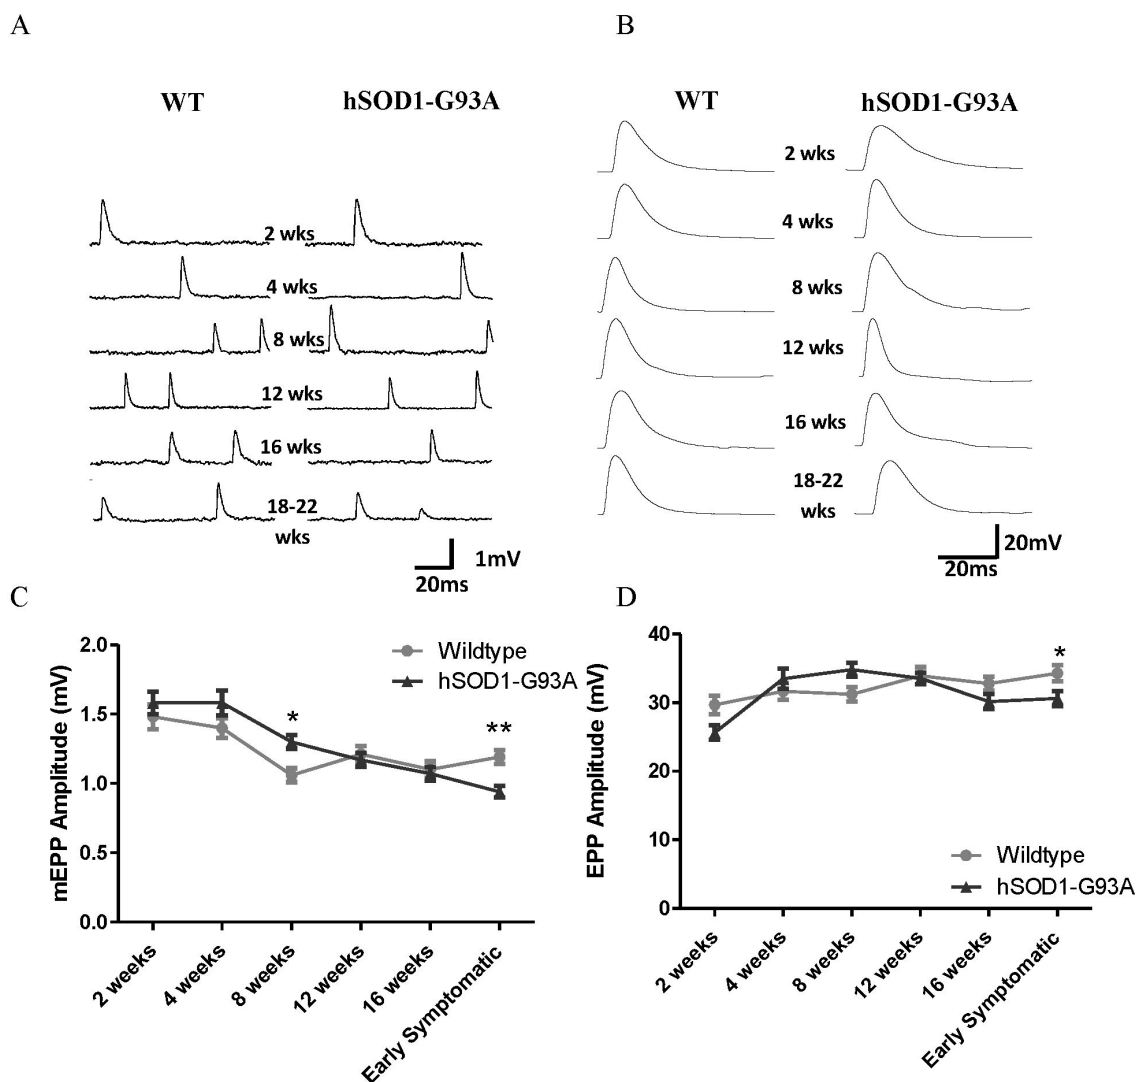 A
B
WT
hSOD1-G93A
2 wks
4 wks
8 wks
12 wks
16 wks
18-22
wks
1mV
20ms
WT
hSOD1-G93A
2 wks
4 wks
8 wks
12 wks
16 wks
18-22
wks
20mV
20ms
C
D
mEPP Amplitude (mV)
2.0
1.5
1.0
0.5
0.0
Wildtype
hSOD1-G93A
*
**
2 weeks
4 weeks
8 weeks
12 weeks
16 weeks
Early Symptomatic
EPP Amplitude (mV)
40
30
20
10
0
*
Wildtype
hSOD1-G93A
2 weeks
4 weeks
8 weeks
12 weeks
16 weeks
Early Symptomatic